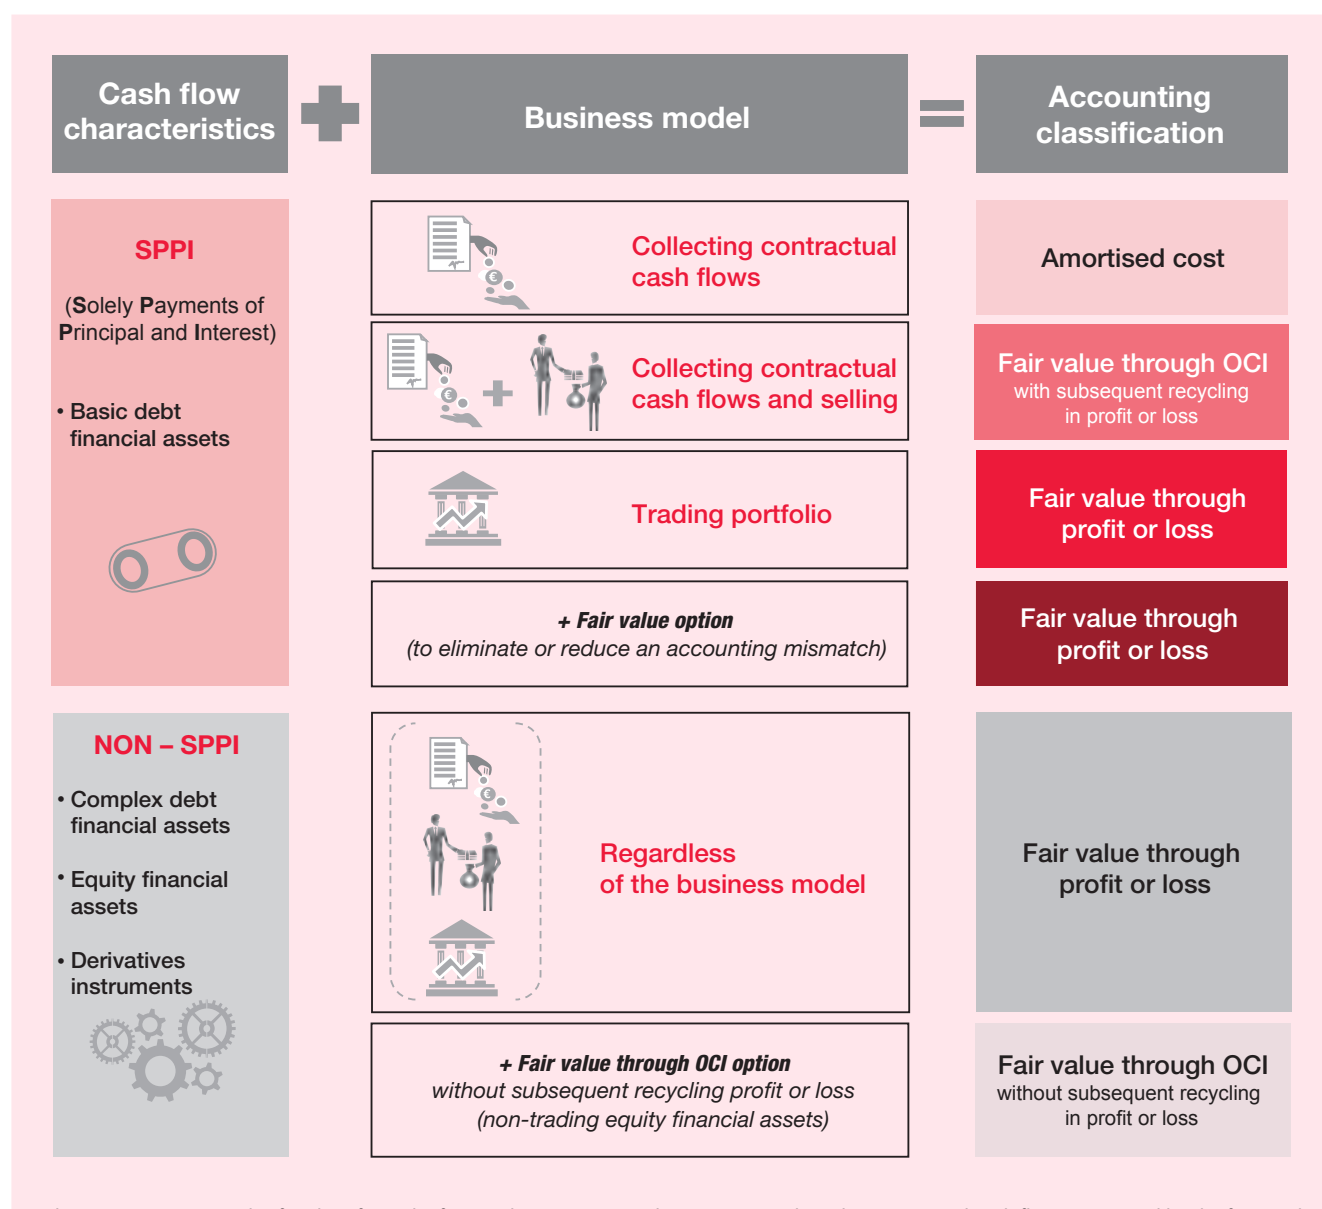 Cash flow
characteristics
Business model
Accounting
classification
SPPI
(Solely Payments of
Principal and Interest)
• Basic debt
financial assets
Collecting contractual
cash flows
Amortised cost
Collecting contractual
cash flows and selling
Fair value through OCI
with subsequent recycling
in profit or loss
Trading portfolio
Fair value through
profit or loss
+ Fair value option
(to eliminate or reduce an accounting mismatch)
Fair value through
profit or loss
NON – SPPI
• Complex debt
financial assets
• Equity financial
assets
• Derivatives
instruments
Regardless
of the business model
Fair value through
profit or loss
+ Fair value through OCI option
without subsequent recycling profit or loss
(non-trading equity financial assets)
Fair value through OCI
without subsequent recycling
in profit or loss